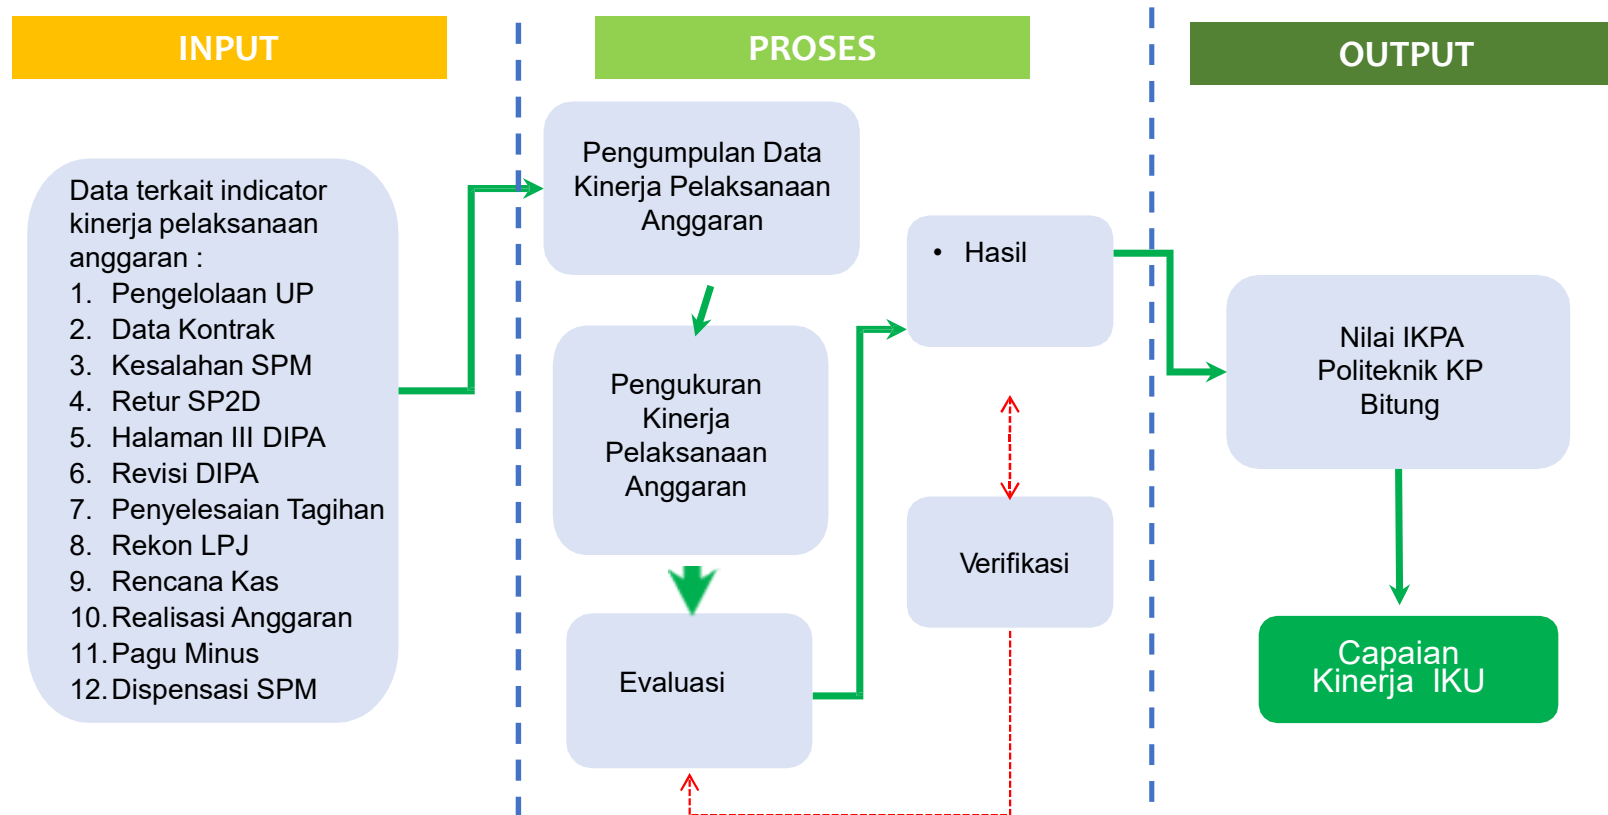 INPUT
Data terkait indicator
kinerja pelaksanaan
anggaran :
1. Pengelolaan UP
2. Data Kontrak
3. Kesalahan SPM
4. Retur SP2D
5. Halaman III DIPA
6. Revisi DIPA
7. Penyelesaian Tagihan
8. Rekon LPJ
9. Rencana Kas
10. Realisasi Anggaran
11. Pagu Minus
12. Dispensasi SPM
PROSES
Pengumpulan Data
Kinerja Pelaksanaan
Anggaran
Pengukuran
Kinerja
Pelaksanaan
Anggaran
Evaluasi
• Hasil
Verifikasi
OUTPUT
Nilai IKPA
Politeknik KP
Bitung
Capaian
Kinerja IKU